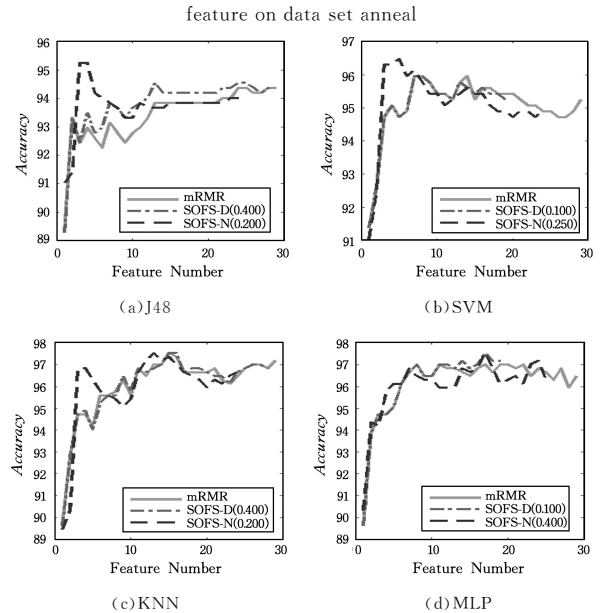 feature on data set anneal
96
95
94
93
92
91
90
89
0
10
20
30
Accuracy
Feature Number
mRMR
SOFS-D(0.400)
SOFS-N(0.200)
(a)J48
97
96
95
94
93
92
91
0
10
20
30
Accuracy
Feature Number
mRMR
SOFS-D(0.100)
SOFS-N(0.250)
(b)SVM
98
97
96
95
94
93
92
91
90
89
0
10
20
30
Accuracy
Feature Number
mRMR
SOFS-D(0.400)
SOFS-N(0.200)
(c)KNN
98
97
96
95
94
93
92
91
90
89
0
10
20
30
Accuracy
Feature Number
mRMR
SOFS-D(0.100)
SOFS-N(0.400)
(d)MLP